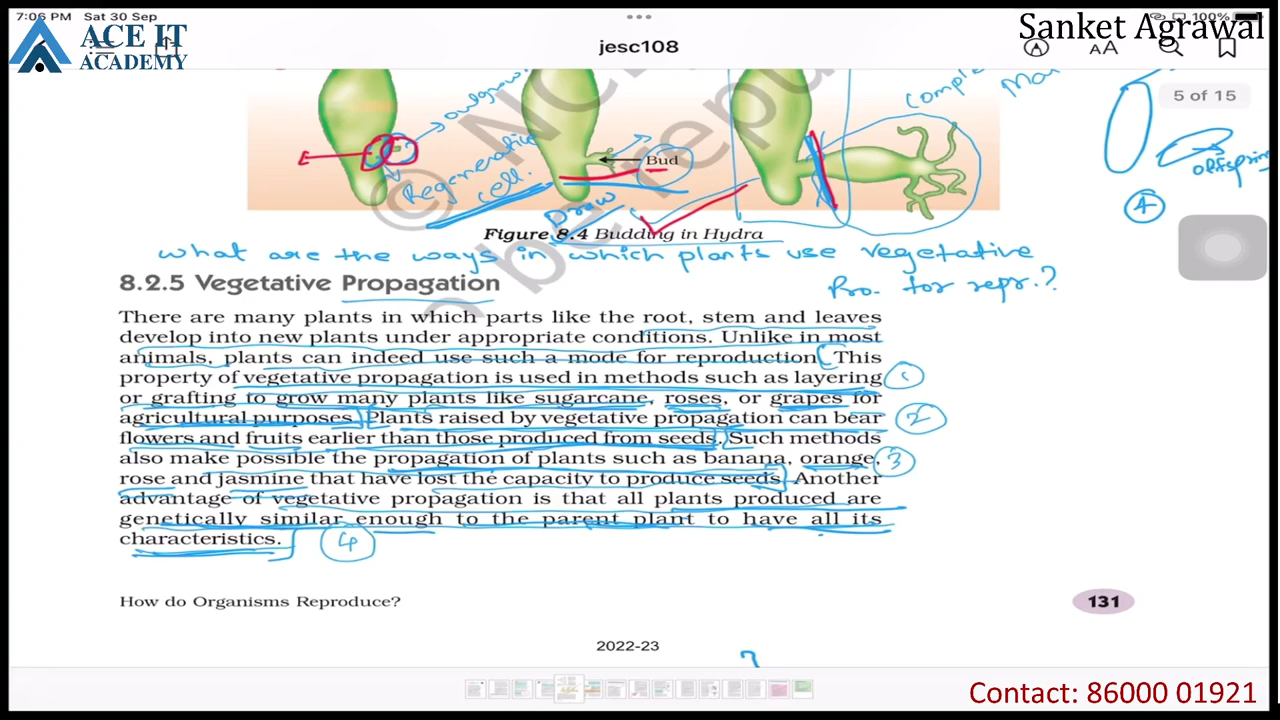 7:06 PM Sat 30 Sep
100%
Sanket Agrawal
ACE IT
ACADEMY
jesc108
5 of 15
outgrow
Regenerative
cell.
Bud
Draw
offspring
4
Figure 8.4 Budding in Hydra
what are the ways in which plants use vegetative
Pro. for repr.?
8.2.5 Vegetative Propagation
There are many plants in which parts like the root, stem and leaves
develop into new plants under appropriate conditions. Unlike in most
animals, plants can indeed use such a mode for reproduction. This
property of vegetative propagation is used in methods such as layering
1
or grafting to grow many plants like sugarcane, roses, or grapes for
agricultural purposes. Plants raised by vegetative propagation can bear
2
flowers and fruits earlier than those produced from seeds. Such methods
also make possible the propagation of plants such as banana, orange,
3
rose and jasmine that have lost the capacity to produce seeds. Another
advantage of vegetative propagation is that all plants produced are
genetically similar enough to the parent plant to have all its
characteristics.
4
How do Organisms Reproduce?
131
2022-23
Contact: 86000 01921